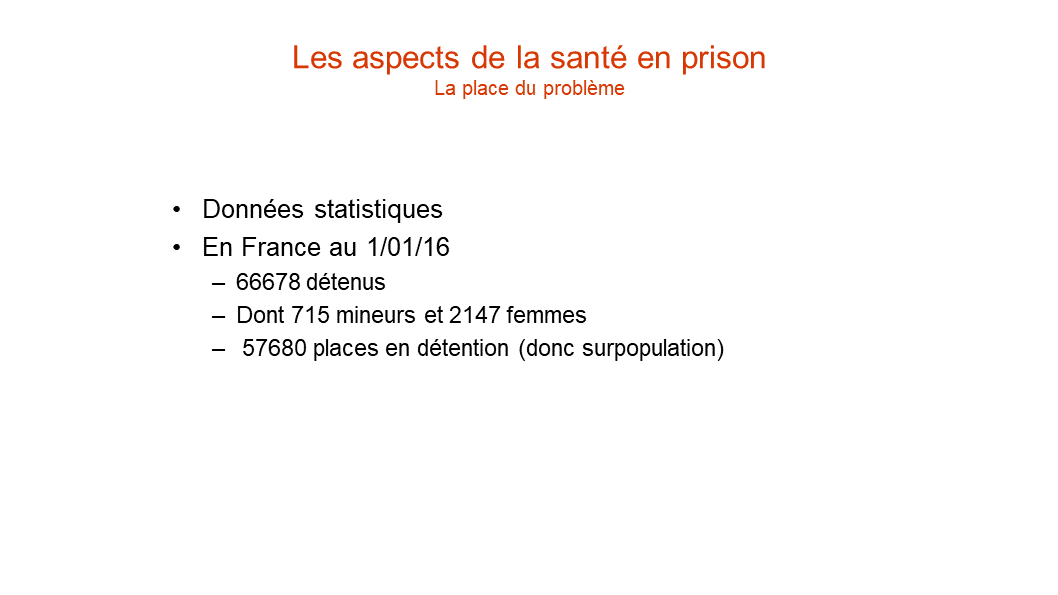 Les aspects de la santé en prison
La place du problème
• Données statistiques
• En France au 1/01/16
– 66678 détenus
– Dont 715 mineurs et 2147 femmes
– 57680 places en détention (donc surpopulation)